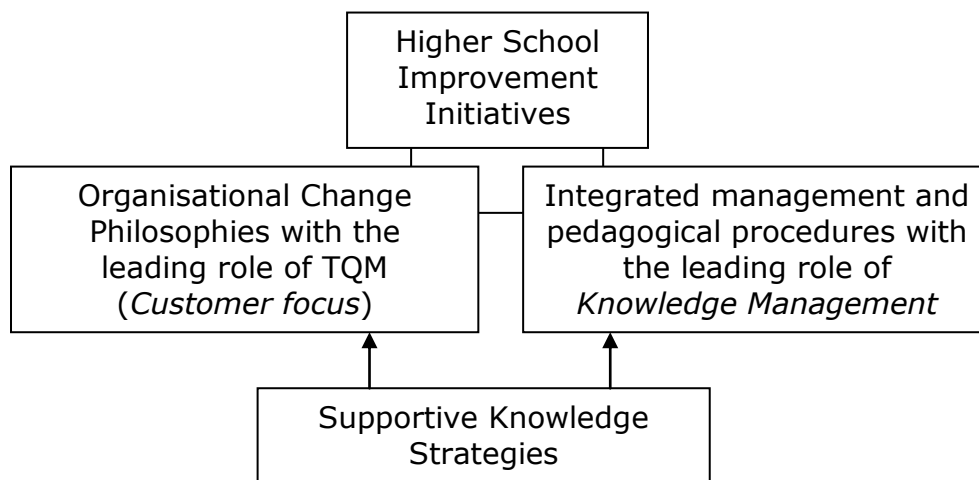 Higher School
Improvement
Initiatives
Organisational Change
Philosophies with the
leading role of TQM
(Customer focus)
Integrated management and
pedagogical procedures with
the leading role of
Knowledge Management
Supportive Knowledge
Strategies